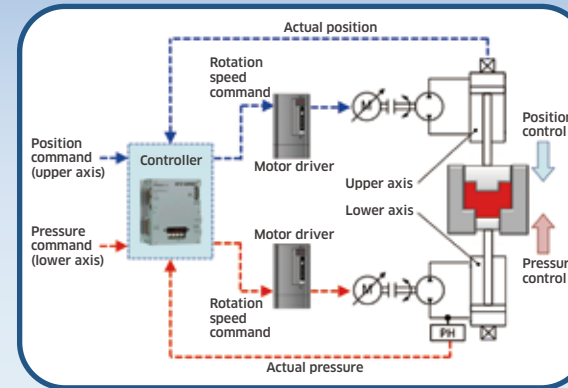 Actual position
Rotation
speed
command
Position
command
(upper axis)
Controller
Motor driver
M
Position
control
Upper axis
Lower axis
Pressure
command
(lower axis)
Motor driver
M
Rotation
speed
command
PH
Pressure
control
Actual pressure